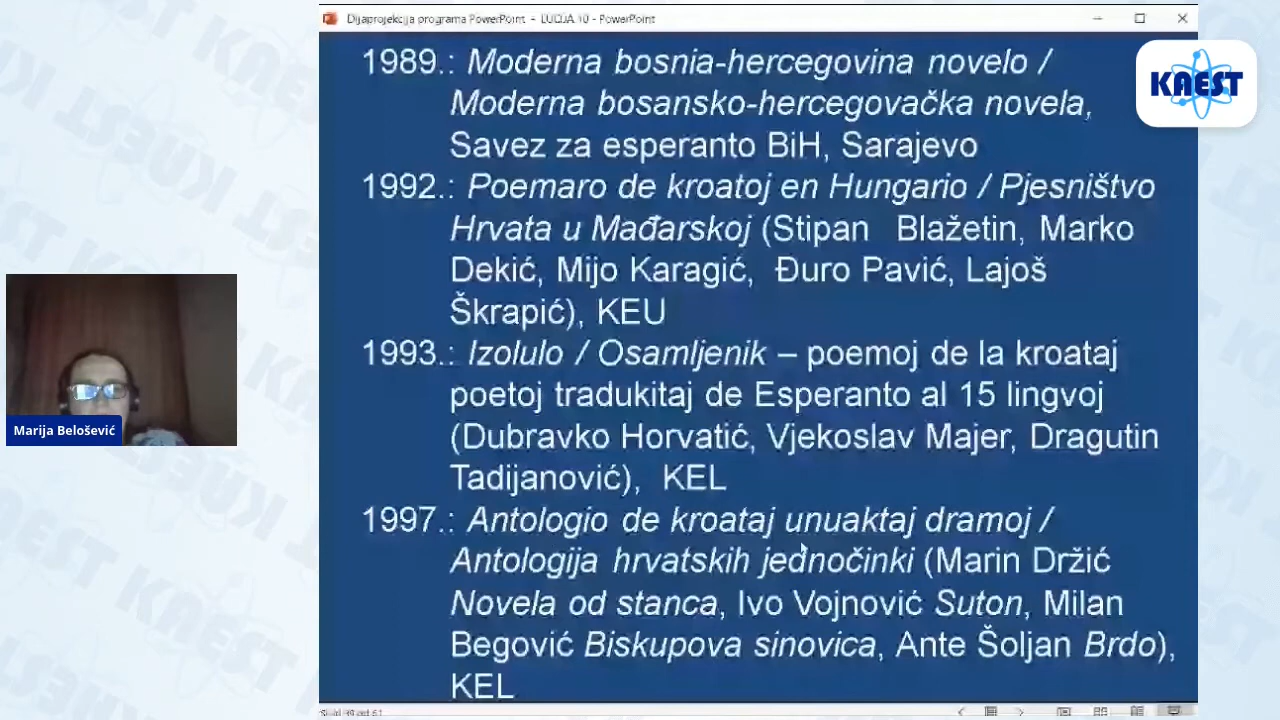 Dijaprojekcija programa PowerPoint - LUCIJA 10 - PowerPoint
KAEST
1989.: Moderna bosnia-hercegovina novelo /
Moderna bosansko-hercegovačka novela,
Savez za esperanto BiH, Sarajevo
1992.: Poemaro de kroatoj en Hungario / Pjesništvo
Hrvata u Mađarskoj (Stipan Blažetin, Marko
Dekić, Mijo Karagić, Đuro Pavić, Lajoš
Škrapić), KEU
1993.: Izolulo / Osamljenik – poemoj de la kroataj
poetoj tradukitaj de Esperanto al 15 lingvoj
(Dubravko Horvatić, Vjekoslav Majer, Dragutin
Tadijanović), KEL
1997.: Antologio de kroataj unuaktaj dramoj /
Antologija hrvatskih jednočinki (Marin Držić
Novela od stanca, Ivo Vojnović Suton, Milan
Begović Biskupova sinovica, Ante Šoljan Brdo),
KEL
Marija Belošević